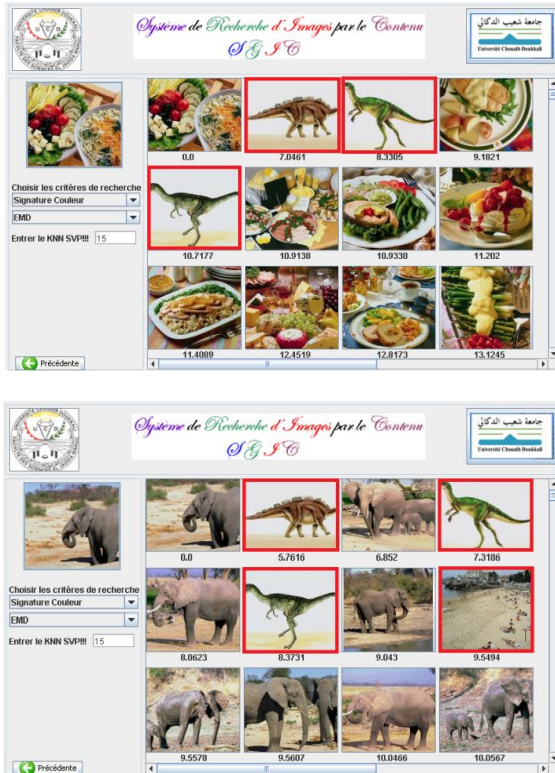 Système de Recherche d'Images par le Contenu
S G I C
جامعة شعيب الدكالي
Université Chouaïb Doukkali
0.0
7.0461
8.3305
9.1821
Choisir les critères de recherche
Signature Couleur
EMD
Entrer le KNN SVP!!! 15
10.7177
10.9138
10.9338
11.202
11.4089
12.4519
12.8173
13.1245
Précédente
Système de Recherche d'Images par le Contenu
S G I C
جامعة شعيب الدكالي
Université Chouaïb Doukkali
0.0
5.7616
6.852
7.3186
Choisir les critères de recherche
Signature Couleur
EMD
Entrer le KNN SVP!!! 15
8.0623
8.3731
9.043
9.5494
9.5578
9.5607
10.0466
10.0567
Précédente